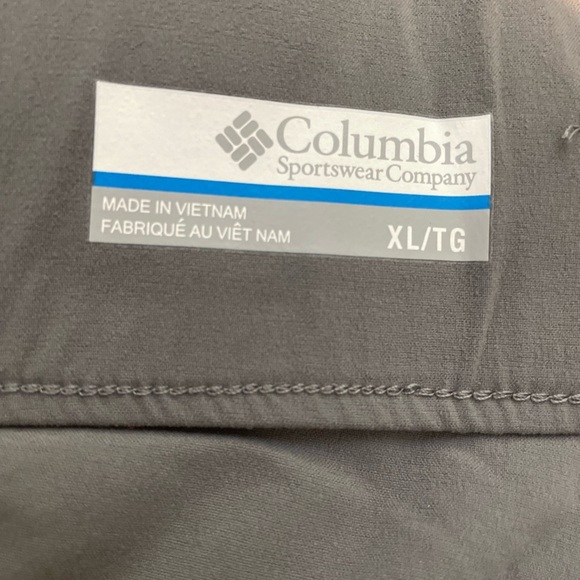 Columbia
Sportswear Company
MADE IN VIETNAM
FABRIQUÉ AU VIÊT NAM
XL/TG